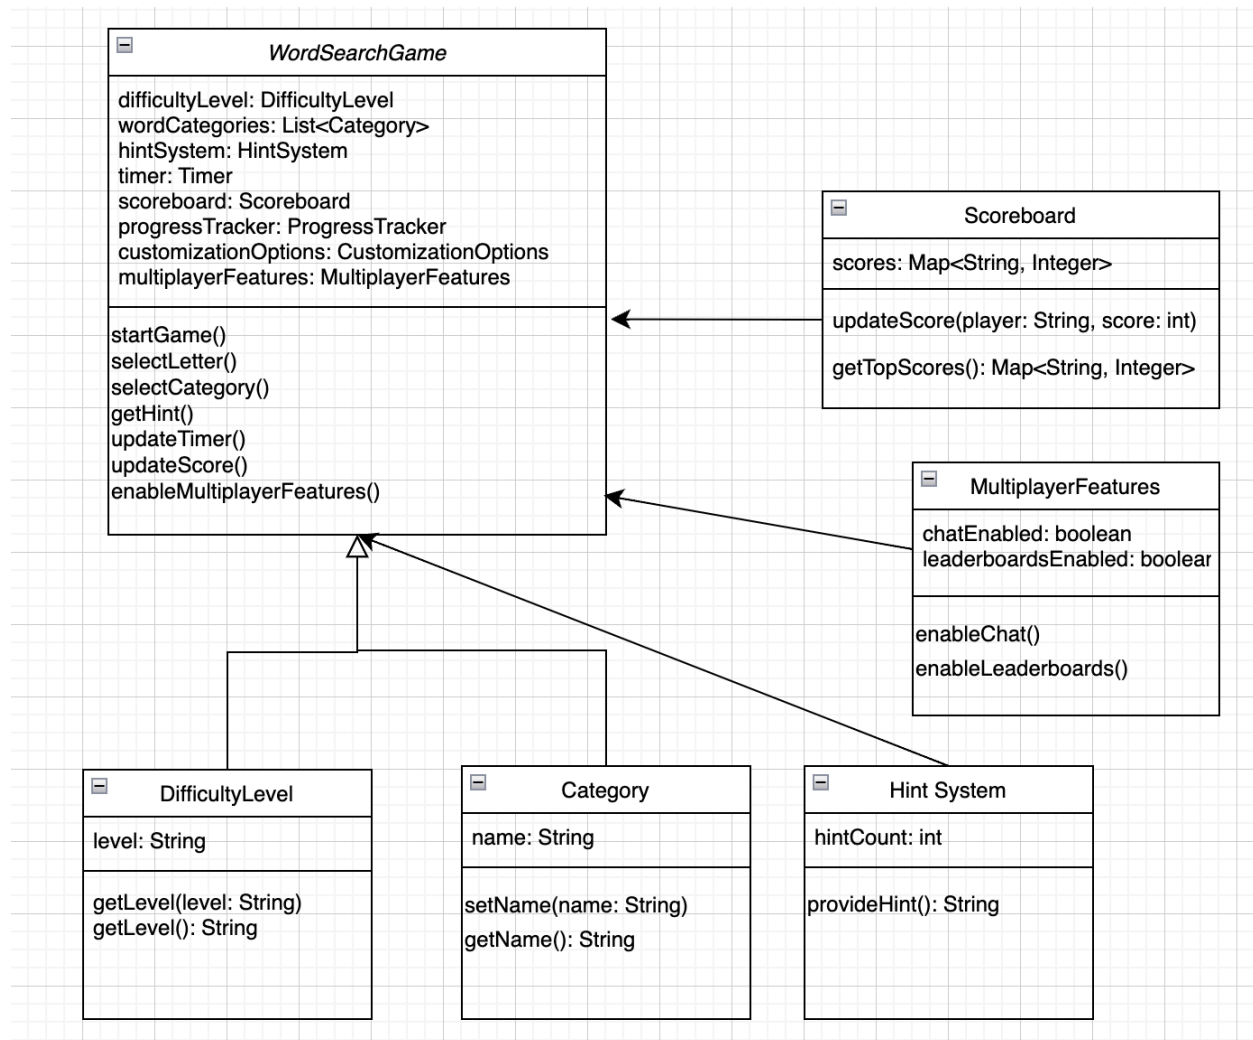 WordSearchGame
difficultyLevel: DifficultyLevel
wordCategories: List<Category>
hintSystem: HintSystem
timer: Timer
scoreboard: Scoreboard
progressTracker: ProgressTracker
customizationOptions: CustomizationOptions
multiplayerFeatures: MultiplayerFeatures
startGame()
selectLetter()
selectCategory()
getHint()
updateTimer()
updateScore()
enableMultiplayerFeatures()
Scoreboard
scores: Map<String, Integer>
updateScore(player: String, score: int)
getTopScores(): Map<String, Integer>
MultiplayerFeatures
chatEnabled: boolean
leaderboardsEnabled: boolear
enableChat()
enableLeaderboards()
DifficultyLevel
level: String
getLevel(level: String)
getLevel(): String
Category
name: String
setName(name: String)
getName(): String
Hint System
hintCount: int
provideHint(): String